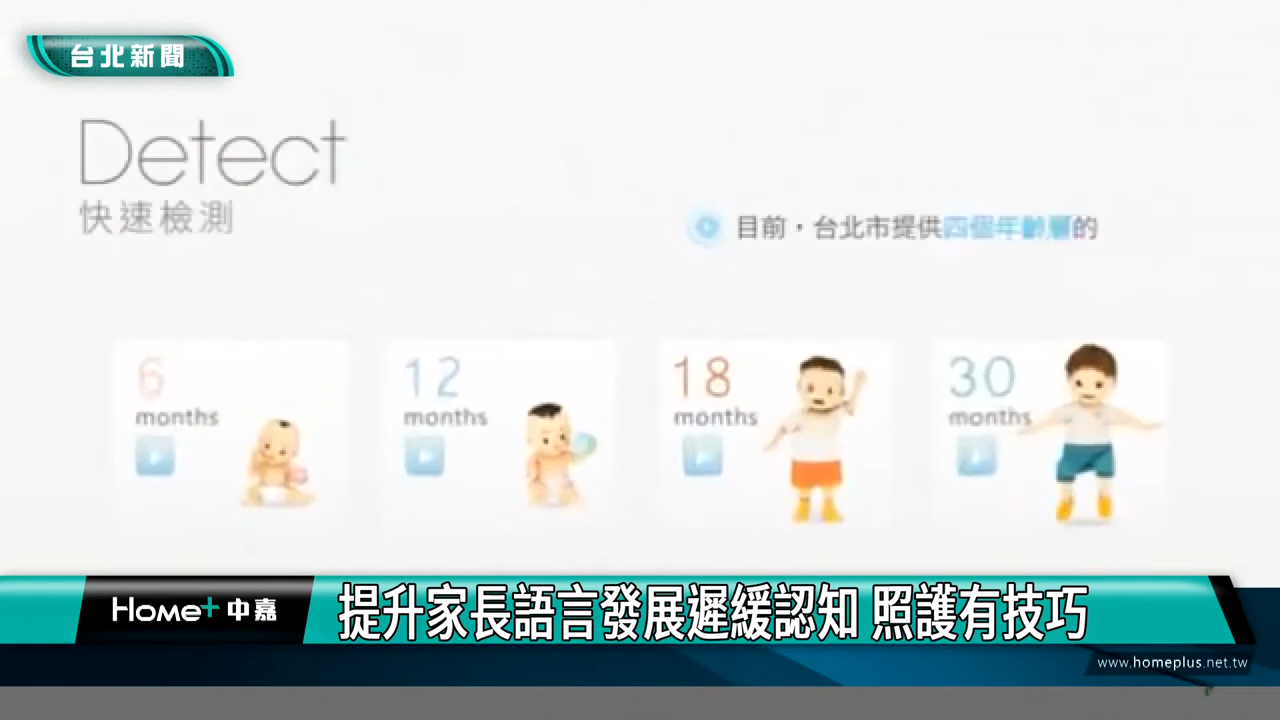 台北新聞
Detect
快速檢測
目前，台北市提供四個年齡層的
6
months
12
months
18
months
30
months
Home+中嘉
提升家長語言發展遲緩認知 照護有技巧
www.homeplus.net.tw